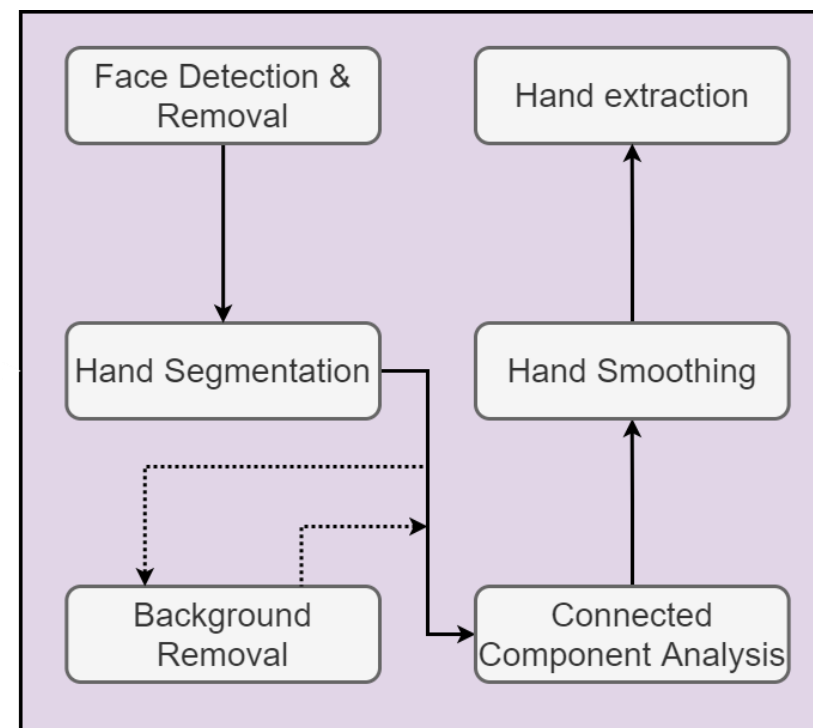 Face Detection &
Removal
Hand extraction
Hand Segmentation
Hand Smoothing
Background
Removal
Connected
Component Analysis